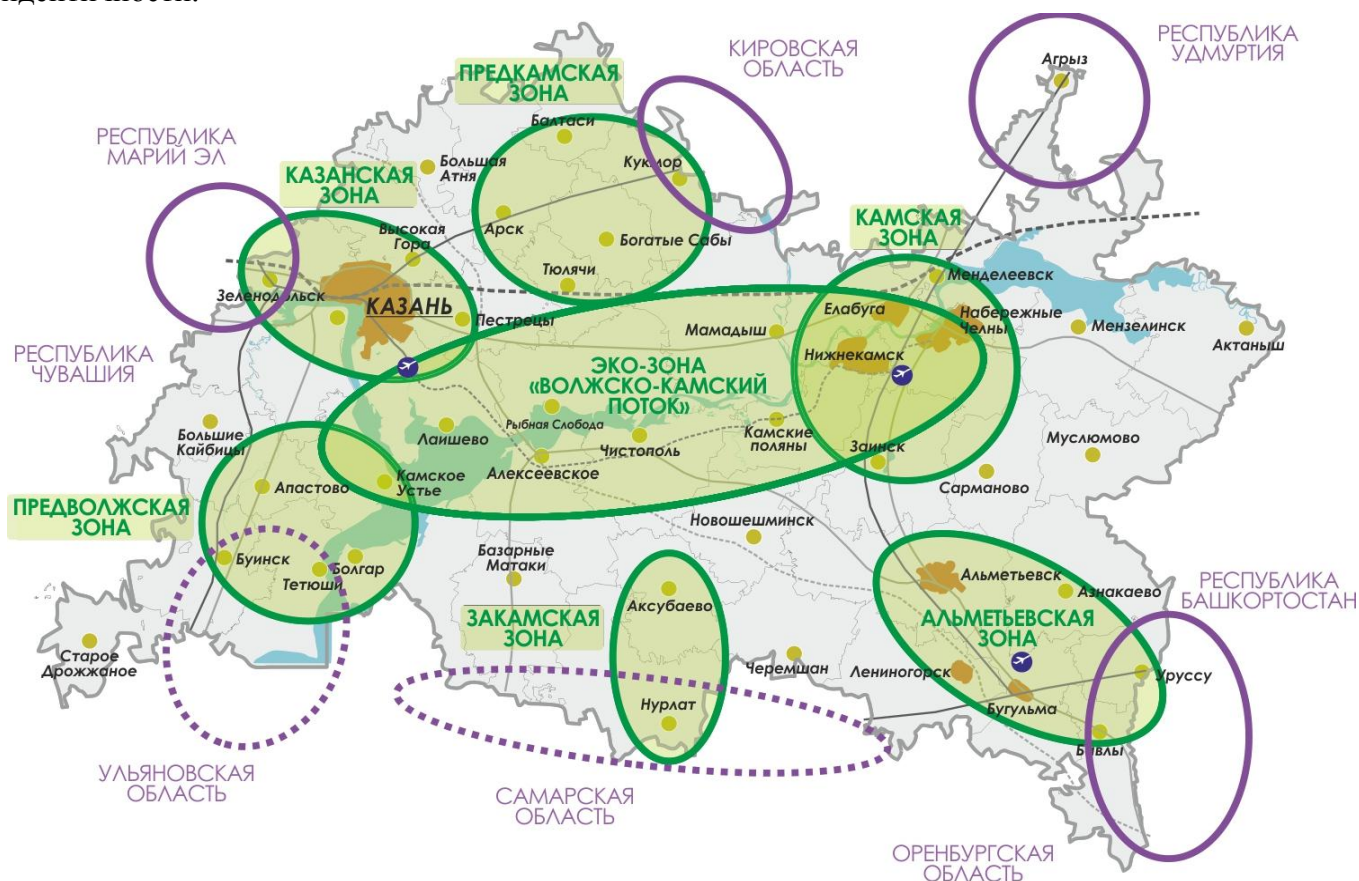 идентичности.
КИРОВСКАЯ
ОБЛАСТЬ
РЕСПУБЛИКА
УДМУРТИЯ
Агрыз
ПРЕДКАМСКАЯ
ЗОНА
РЕСПУБЛИКА
МАРИЙ ЭЛ
Балтаси
Большая
Атня
Кукмор
КАЗАНСКАЯ
ЗОНА
КАМСКАЯ
ЗОНА
Высокая
Гора
Арск
Богатые Сабы
Тюлячи
Менделеевск
Зеленодольск
КАЗАНЬ
Пестрецы
Мамадыш
Елабуга
Набережные
Челны
Мензелинск
Актаныш
РЕСПУБЛИКА
ЧУВАШИЯ
ЭКО-ЗОНА
«ВОЛЖСКО-КАМСКИЙ
ПОТОК»
Нижнекамск
Большие
Кайбицы
Лаишево
Рыбная Слобода
Чистополь
Камские
поляны
Заинск
Муслюмово
Алексеевское
Камское
Устье
Апастово
Сарманово
ПРЕДВОЛЖСКАЯ
ЗОНА
Новошешминск
Буинск
Тетюши
Болгар
Базарные
Матаки
Аксубаево
Альметьевск
Азнакаево
РЕСПУБЛИКА
БАШКОРТОСТАН
ЗАКАМСКАЯ
ЗОНА
АЛЬМЕТЬЕВСКАЯ
ЗОНА
Старое
Дрожжаное
Черемшан
Лениногорск
Уруссу
Нурлат
Бугульма
Бавлы
УЛЬЯНОВСКАЯ
ОБЛАСТЬ
САМАРСКАЯ
ОБЛАСТЬ
ОРЕНБУРГСКАЯ
ОБЛАСТЬ